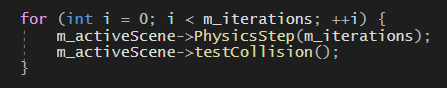 for (int i = 0; i < m_iterations; ++i) {
    m_activeScene->PhysicsStep(m_iterations);
    m_activeScene->testCollision();
}